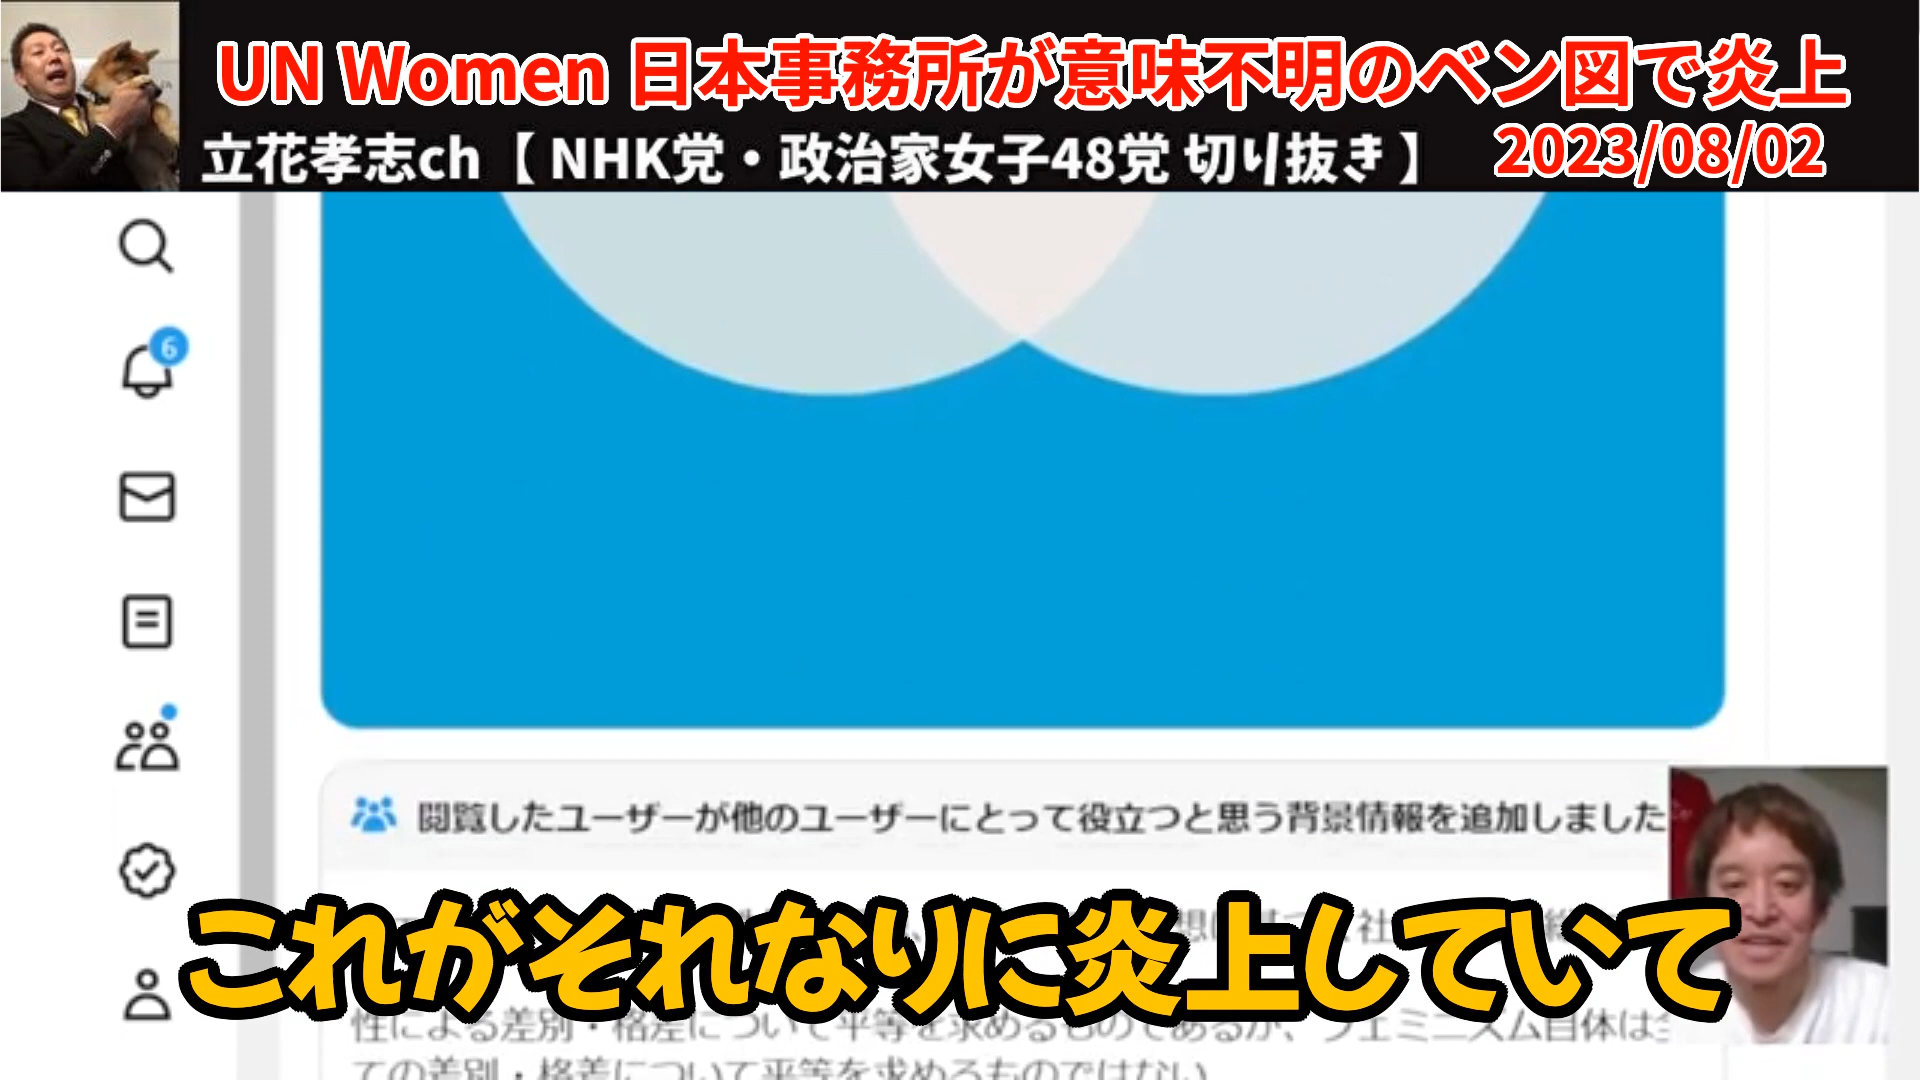 UN Women 日本事務所が意味不明のベン図で炎上
立花孝志ch【 NHK党・政治家女子48党 切り抜き 】 2023/08/02
6
閲覧したユーザーが他のユーザーにとって役立つと思う背景情報を追加しました
これがそれなりに炎上していて
性による差別・格差について平等を求めるものであるが、フェミニズム自体は全
ての差別・格差について平等を求めるものではない